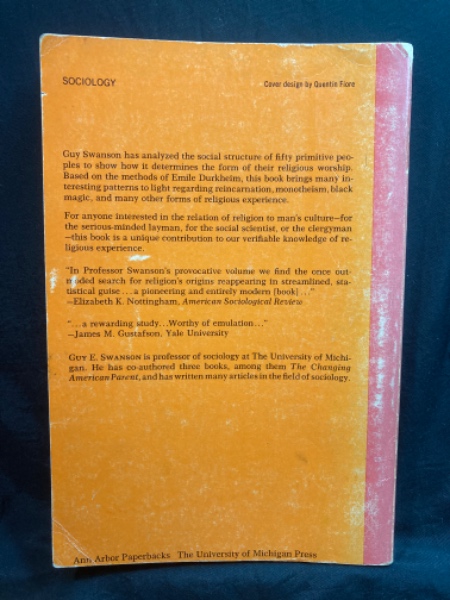 SOCIOLOGY
Cover design by Quentin Fiore
Guy Swanson has analyzed the social structure of fifty primitive peo-
ples to show how it determines the form of their religious worship.
Based on the methods of Emile Durkheim, this book brings many in-
teresting patterns to light regarding reincarnation, monotheism, black
magic, and many other forms of religious experience.
For anyone interested in the relation of religion to man's culture—for
the serious-minded layman, for the social scientist, or the clergyman
—this book is a unique contribution to our verifiable knowledge of re-
ligious experience.
"In Professor Swanson's provocative volume we find the once out-
moded search for religion's origins reappearing in streamlined, sta-
tistical guise ... a pioneering and entirely modern [book] ..."
—Elizabeth K. Nottingham, American Sociological Review
"... a rewarding study...Worthy of emulation..."
—James M. Gustafson, Yale University
GUY E. SWANSON is professor of sociology at The University of Michi-
gan. He has co-authored three books, among them The Changing
American Parent, and has written many articles in the field of sociology.
Ann Arbor Paperbacks The University of Michigan Press